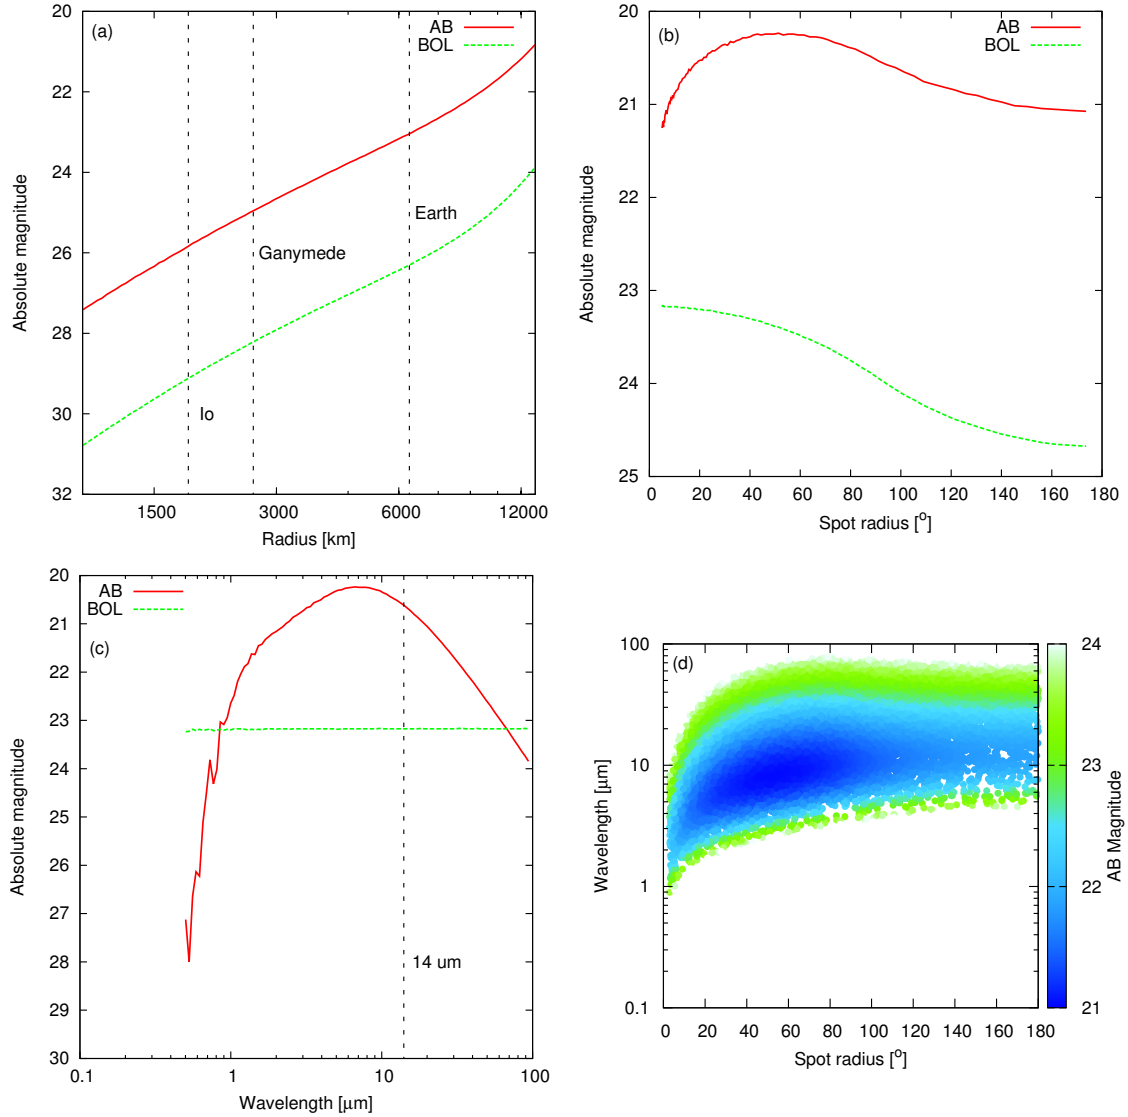 (a)
AB
BOL
20
22
24
26
28
30
32
Absolute magnitude
Io
Ganymede
Earth
1500
3000
6000
12000
Radius [km]
(b)
AB
BOL
20
21
22
23
24
25
Absolute magnitude
0
20
40
60
80
100
120
140
160
180
Spot radius [o]
(c)
AB
BOL
20
21
22
23
24
25
26
27
28
29
30
Absolute magnitude
14 um
0.1
1
10
100
Wavelength [μm]
(d)
100
10
1
0.1
Wavelength [μm]
0
20
40
60
80
100
120
140
160
180
Spot radius [o]
24
23
22
21
AB Magnitude